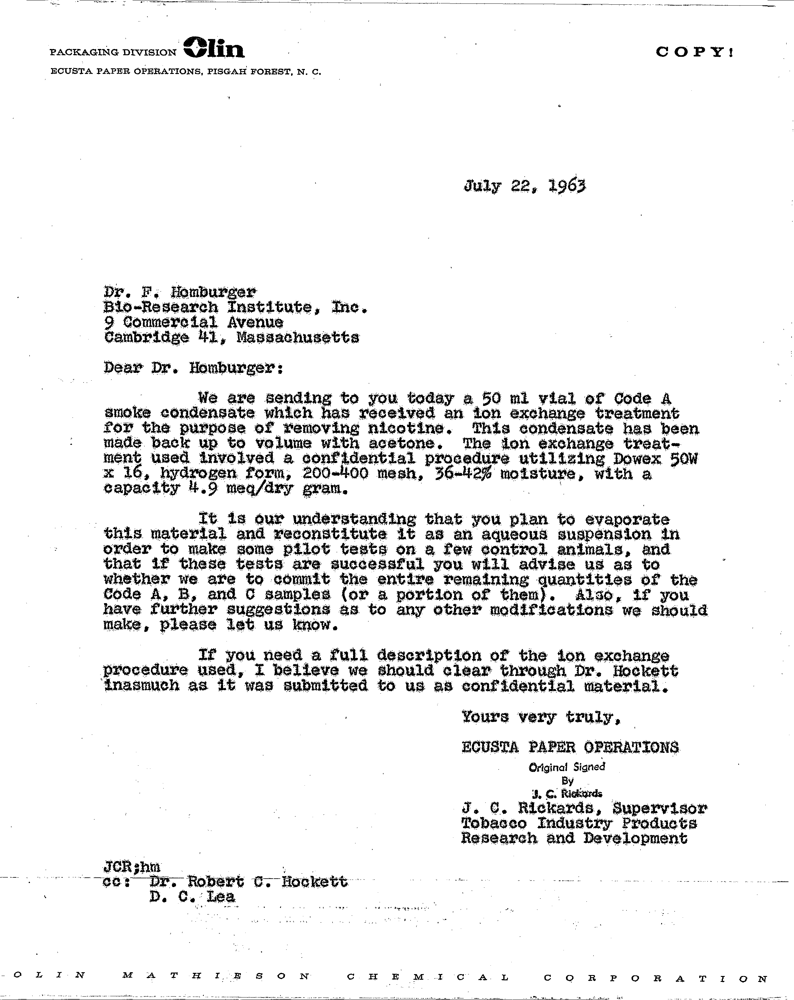 PACKAGING DIVISION Olin
COPY!
ECUSTA PAPER OPERATIONS, PISGAH FOREST, N. C.
July 22, 1963
Dr. F. Homburger
Bio-Research Institute, Inc.
9 Commercial Avenue
Cambridge 41, Massachusetts
Dear Dr. Homburger:
We are sending to you today a 50 ml vial of Code A
smoke condensate which has received an ion exchange treatment
for the purpose of removing nicotine. This condensate has been
made back up to volume with acetone. The ion exchange treat-
ment used involved a confidential procedure utilizing Dowex 50W
x 16, hydrogen form, 200-400 mesh, 36-42% moisture, with a
capacity 4.9 meq/dry gram.
It is our understanding that you plan to evaporate
this material and reconstitute it as an aqueous suspension in
order to make some pilot tests on a few control animals, and
that if these tests are successful you will advise us as to
whether we are to commit the entire remaining quantities of the
Code A, B, and C samples (or a portion of them). Also, if you
have further suggestions as to any other modifications we should
make, please let us know.
If you need a full description of the ion exchange
procedure used, I believe we should clear through Dr. Hockett
inasmuch as it was submitted to us as confidential material.
Yours very truly,
ECUSTA PAPER OPERATIONS
Original Signed
By
J. C. Rickards
J. C. Rickards, Supervisor
Tobacco Industry Products
Research and Development
JCR;hm
cc: Dr. Robert C. Hockett
D. C. Lea
OLIN MATHIESON CHEMICAL CORPORATION